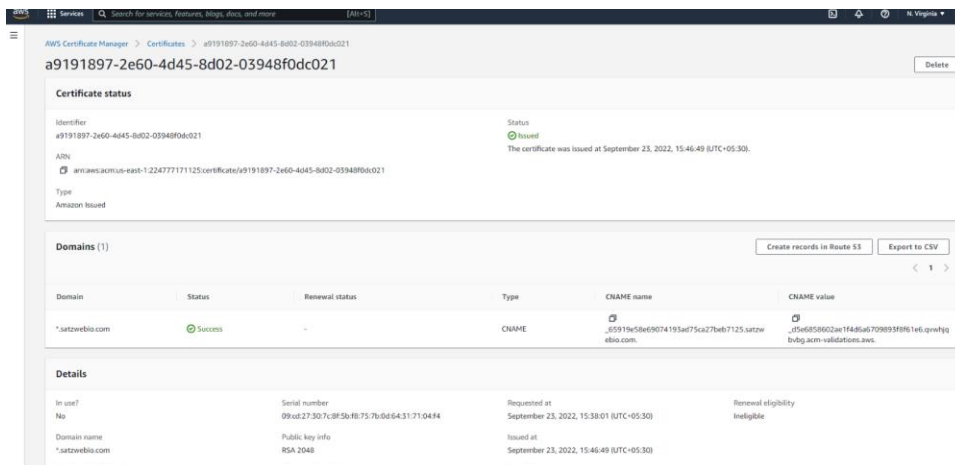 aws
Services
Search for services, features, blogs, docs, and more
[Alt+S]
N. Virginia
AWS Certificate Manager > Certificates > a9191897-2e60-4d45-8d02-03948f0dc021
a9191897-2e60-4d45-8d02-03948f0dc021
Delete
Certificate status
Identifier
a9191897-2e60-4d45-8d02-03948f0dc021
Status
Issued
The certificate was issued at September 23, 2022, 15:46:49 (UTC+05:30).
ARN
arn:aws:acm:us-east-1:224777171125:certificate/a9191897-2e60-4d45-8d02-03948f0dc021
Type
Amazon Issued
Domains (1)
Create records in Route 53
Export to CSV
< 1 >
Domain Status Renewal status Type CNAME name CNAME value
*.satzwebio.com Success - CNAME
_65919e58e69074193ad75ca27beb7125.satzw
ebio.com.
_d5e6858602ae1f4d6a6709893f8f61e6.qvwhjq
bvbg.acm-validations.aws.
Details
In use?
No
Serial number
09:cd:27:30:7c:8f:5b:f8:75:7b:0d:64:31:71:04:f4
Requested at
September 23, 2022, 15:38:01 (UTC+05:30)
Renewal eligibility
Ineligible
Domain name
*.satzwebio.com
Public key info
RSA 2048
Issued at
September 23, 2022, 15:46:49 (UTC+05:30)